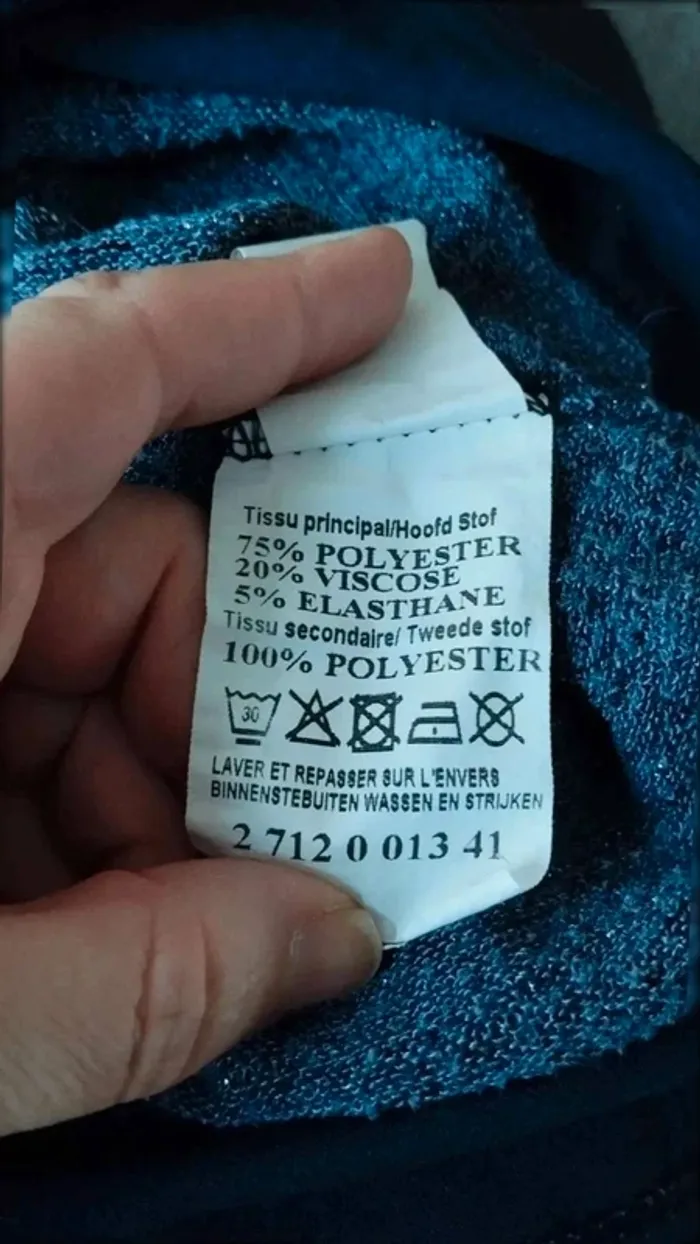 Tissu principal/Hoofd Stof
75% POLYESTER
20% VISCOSE
5% ELASTHANE
Tissu secondaire/ Tweede stof
100% POLYESTER
30
LAVER ET REPASSER SUR L'ENVERS
BINNENSTEBUITEN WASSEN EN STRIJKEN
2 712 0 013 41